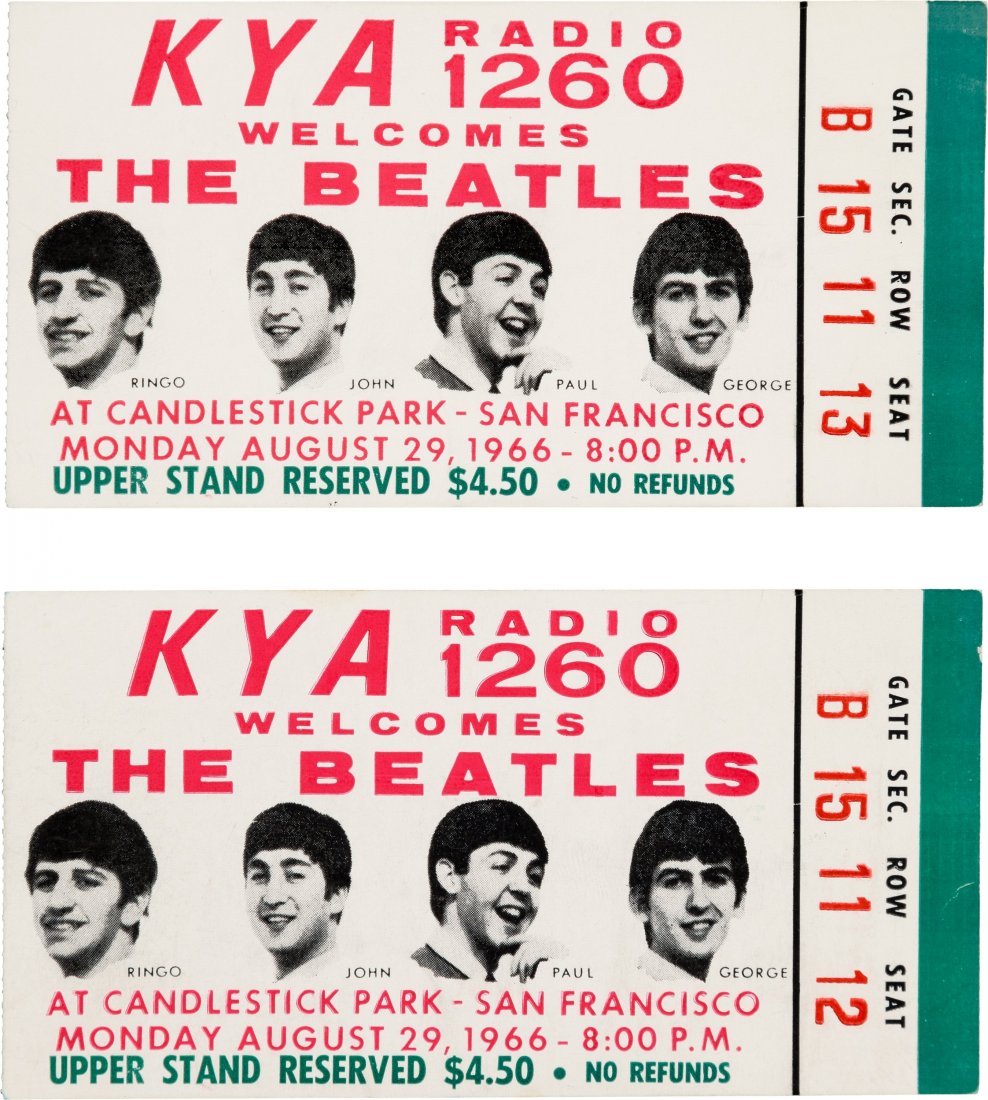 KYA RADIO 1260
WELCOMES
THE BEATLES
RINGO JOHN PAUL GEORGE
AT CANDLESTICK PARK - SAN FRANCISCO
MONDAY AUGUST 29, 1966 - 8:00 P.M.
UPPER STAND RESERVED $4.50 • NO REFUNDS
GATE SEC. ROW SEAT
B 15 11 13
KYA RADIO 1260
WELCOMES
THE BEATLES
RINGO JOHN PAUL GEORGE
AT CANDLESTICK PARK - SAN FRANCISCO
MONDAY AUGUST 29, 1966 - 8:00 P.M.
UPPER STAND RESERVED $4.50 • NO REFUNDS
GATE SEC. ROW SEAT
B 15 11 12